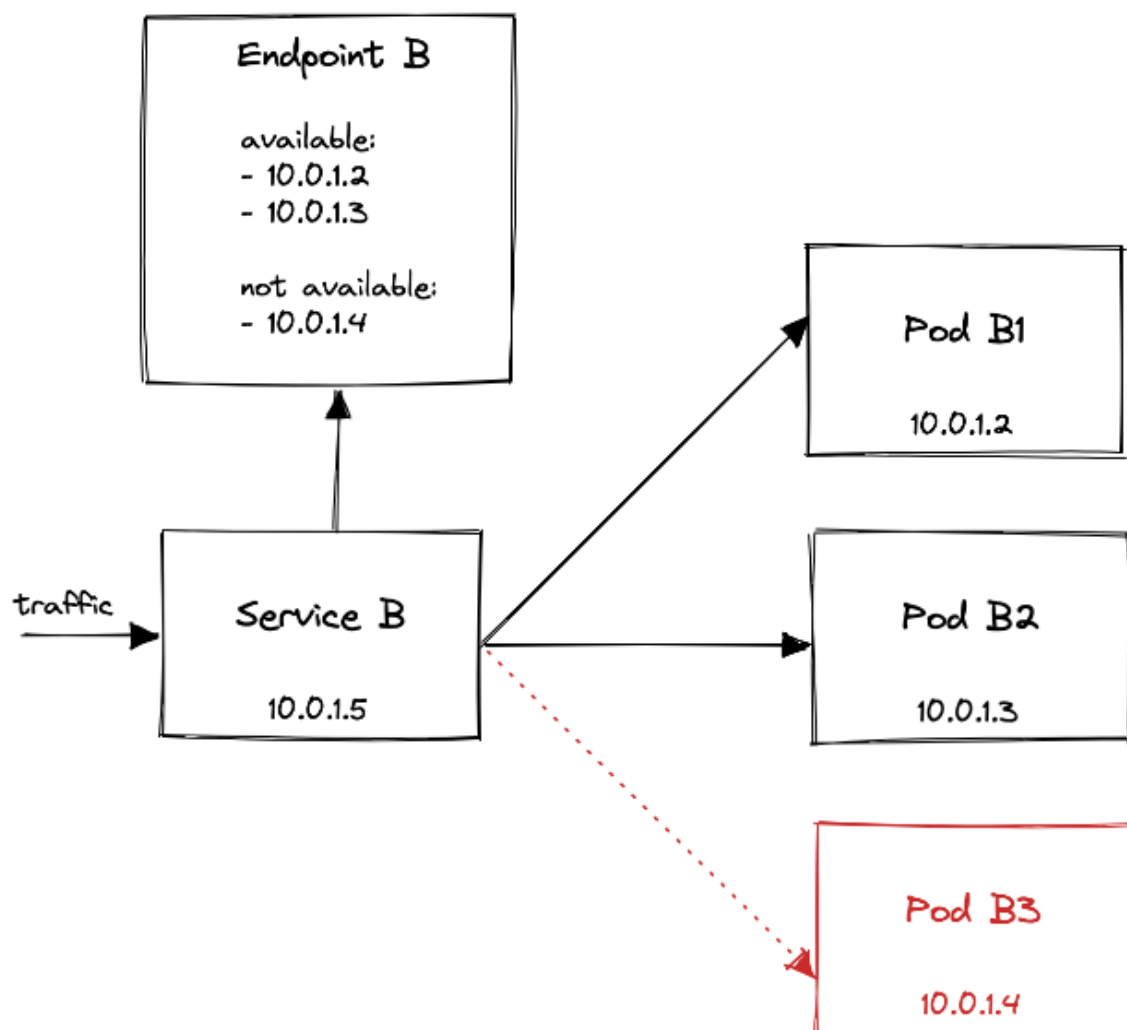 Endpoint B
available:
- 10.0.1.2
- 10.0.1.3
not available:
- 10.0.1.4
Pod B1
10.0.1.2
traffic
Service B
10.0.1.5
Pod B2
10.0.1.3
Pod B3
10.0.1.4